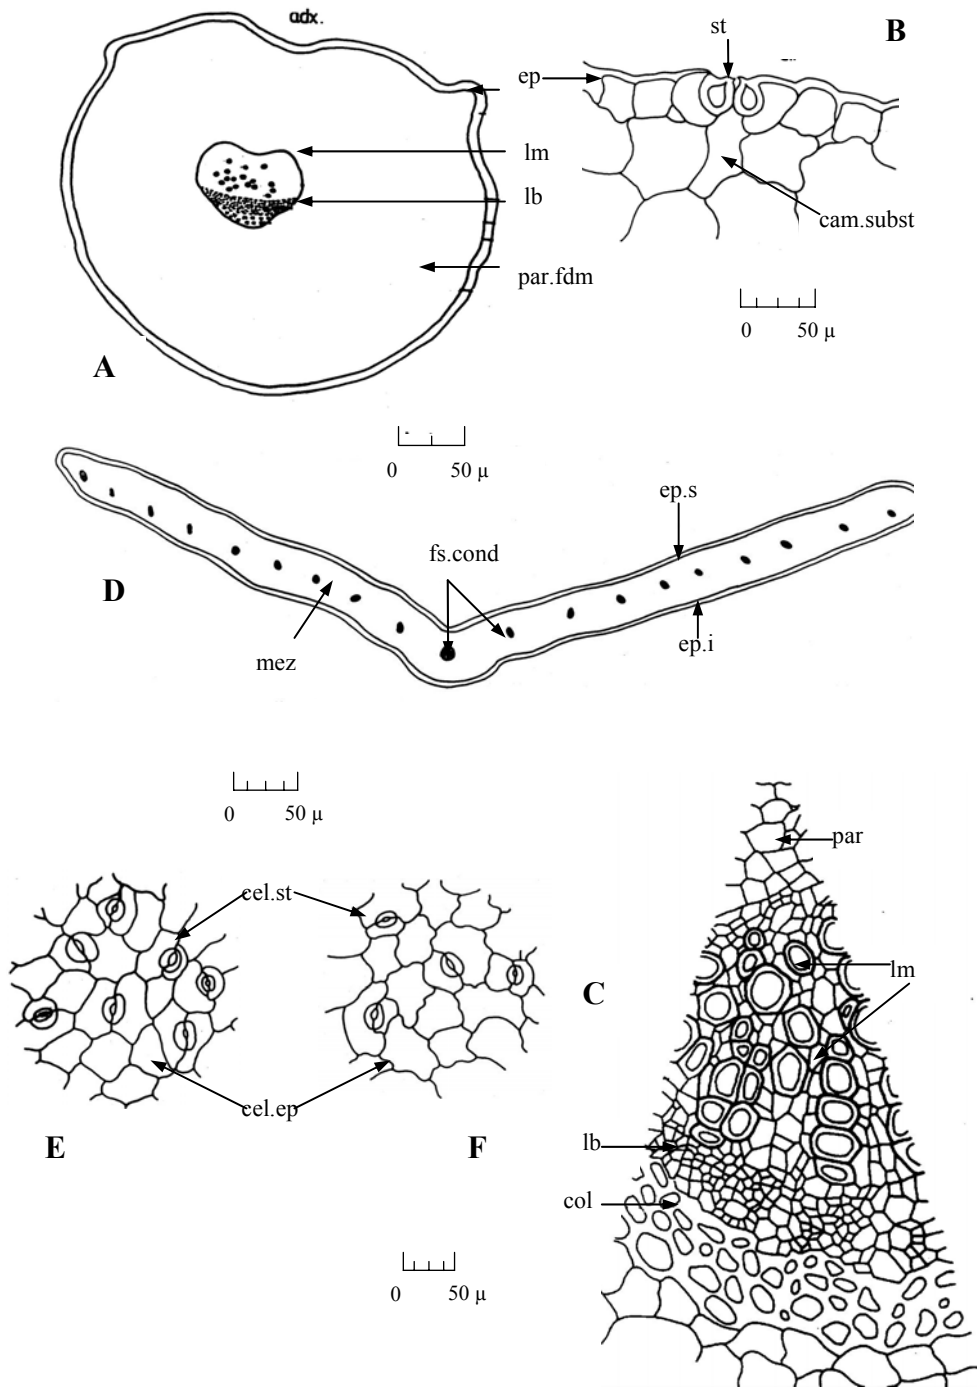 adx.
st
B
ep
lm
lb
cam.subst
par.fdm
0 50 μ
A
0 50 μ
ep.s
fs.cond
D
mez
ep.i
0 50 μ
par
cel.st
lm
C
cel.ep
E
F
lb
col
0 50 μ